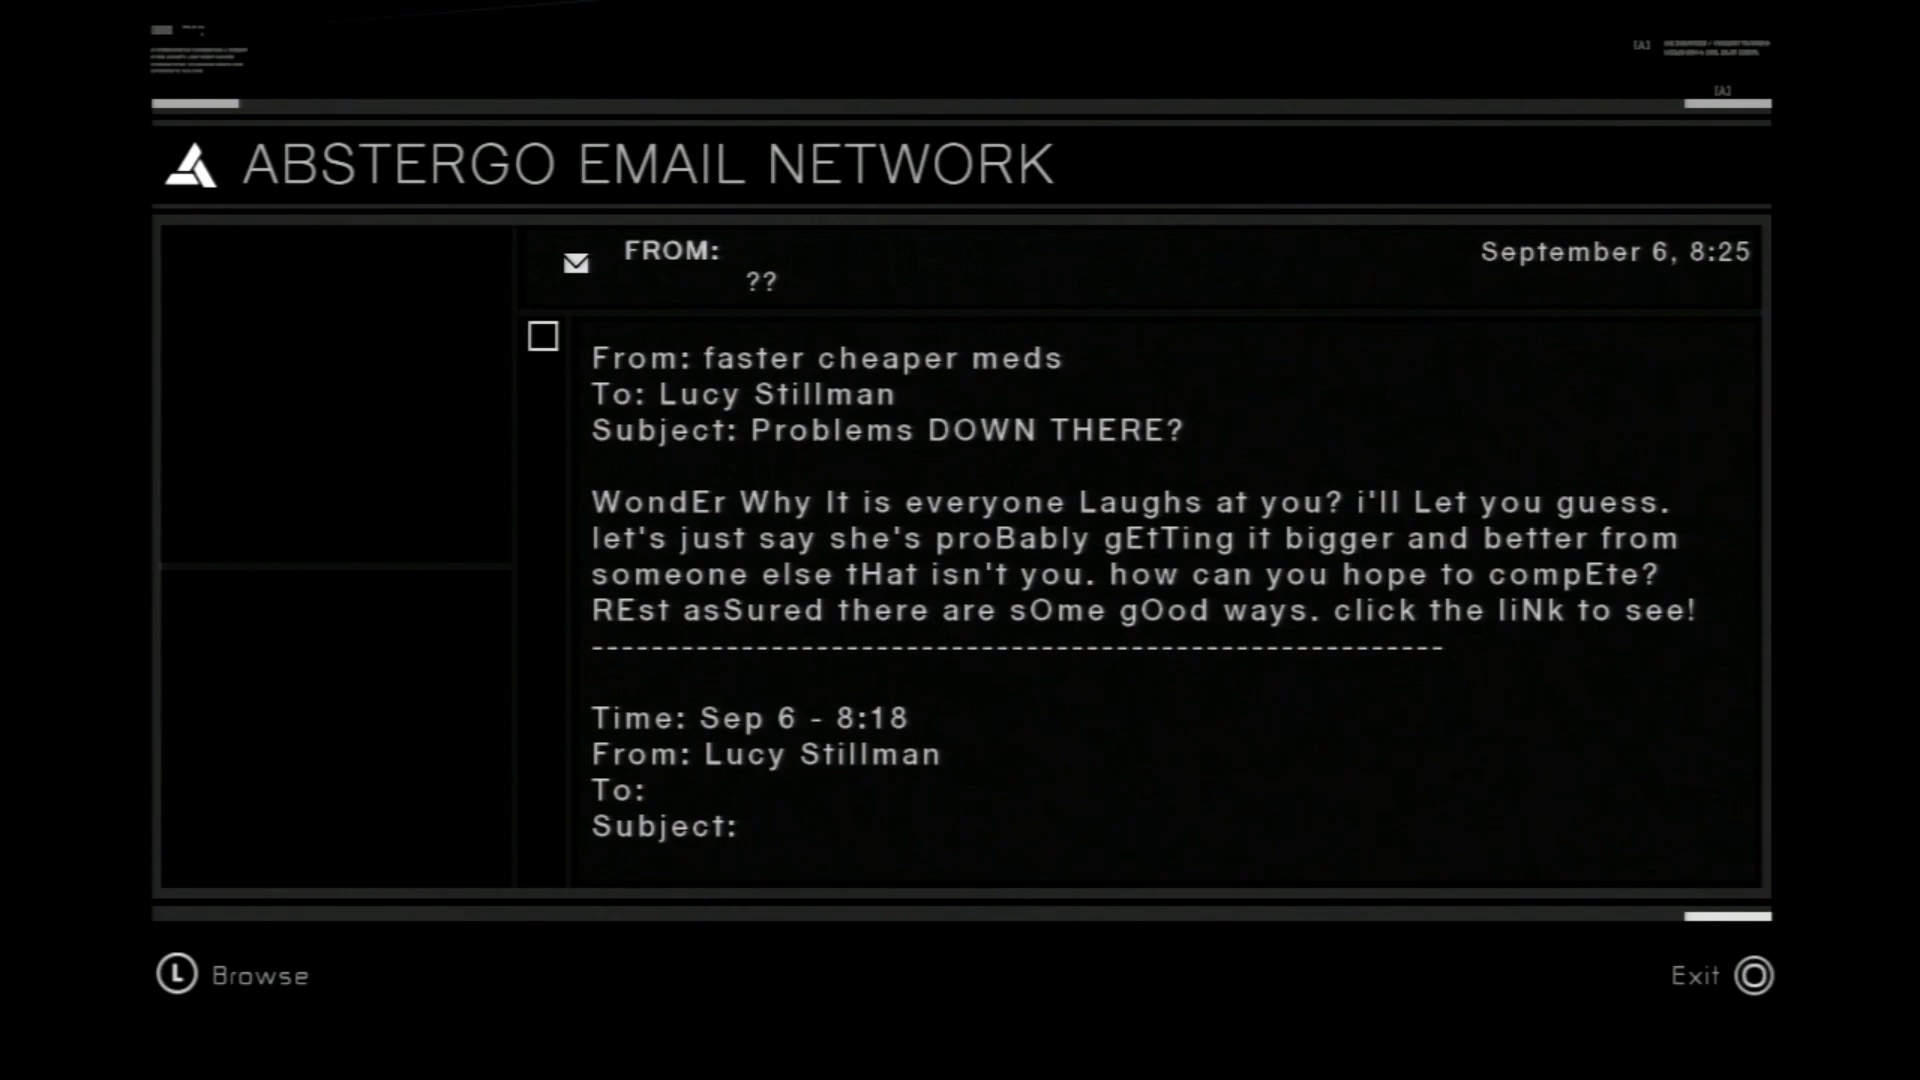 [A]
[A]
ABSTERGO EMAIL NETWORK
FROM:
??
September 6, 8:25
From: faster cheaper meds
To: Lucy Stillman
Subject: Problems DOWN THERE?
WondEr Why It is everyone Laughs at you? i'll Let you guess.
let's just say she's proBably gEtTing it bigger and better from
someone else tHat isn't you. how can you hope to compEte?
REst asSured there are sOme gOod ways. click the liNk to see!
---------------------------------------------------------
Time: Sep 6 - 8:18
From: Lucy Stillman
To:
Subject:
L Browse
Exit O